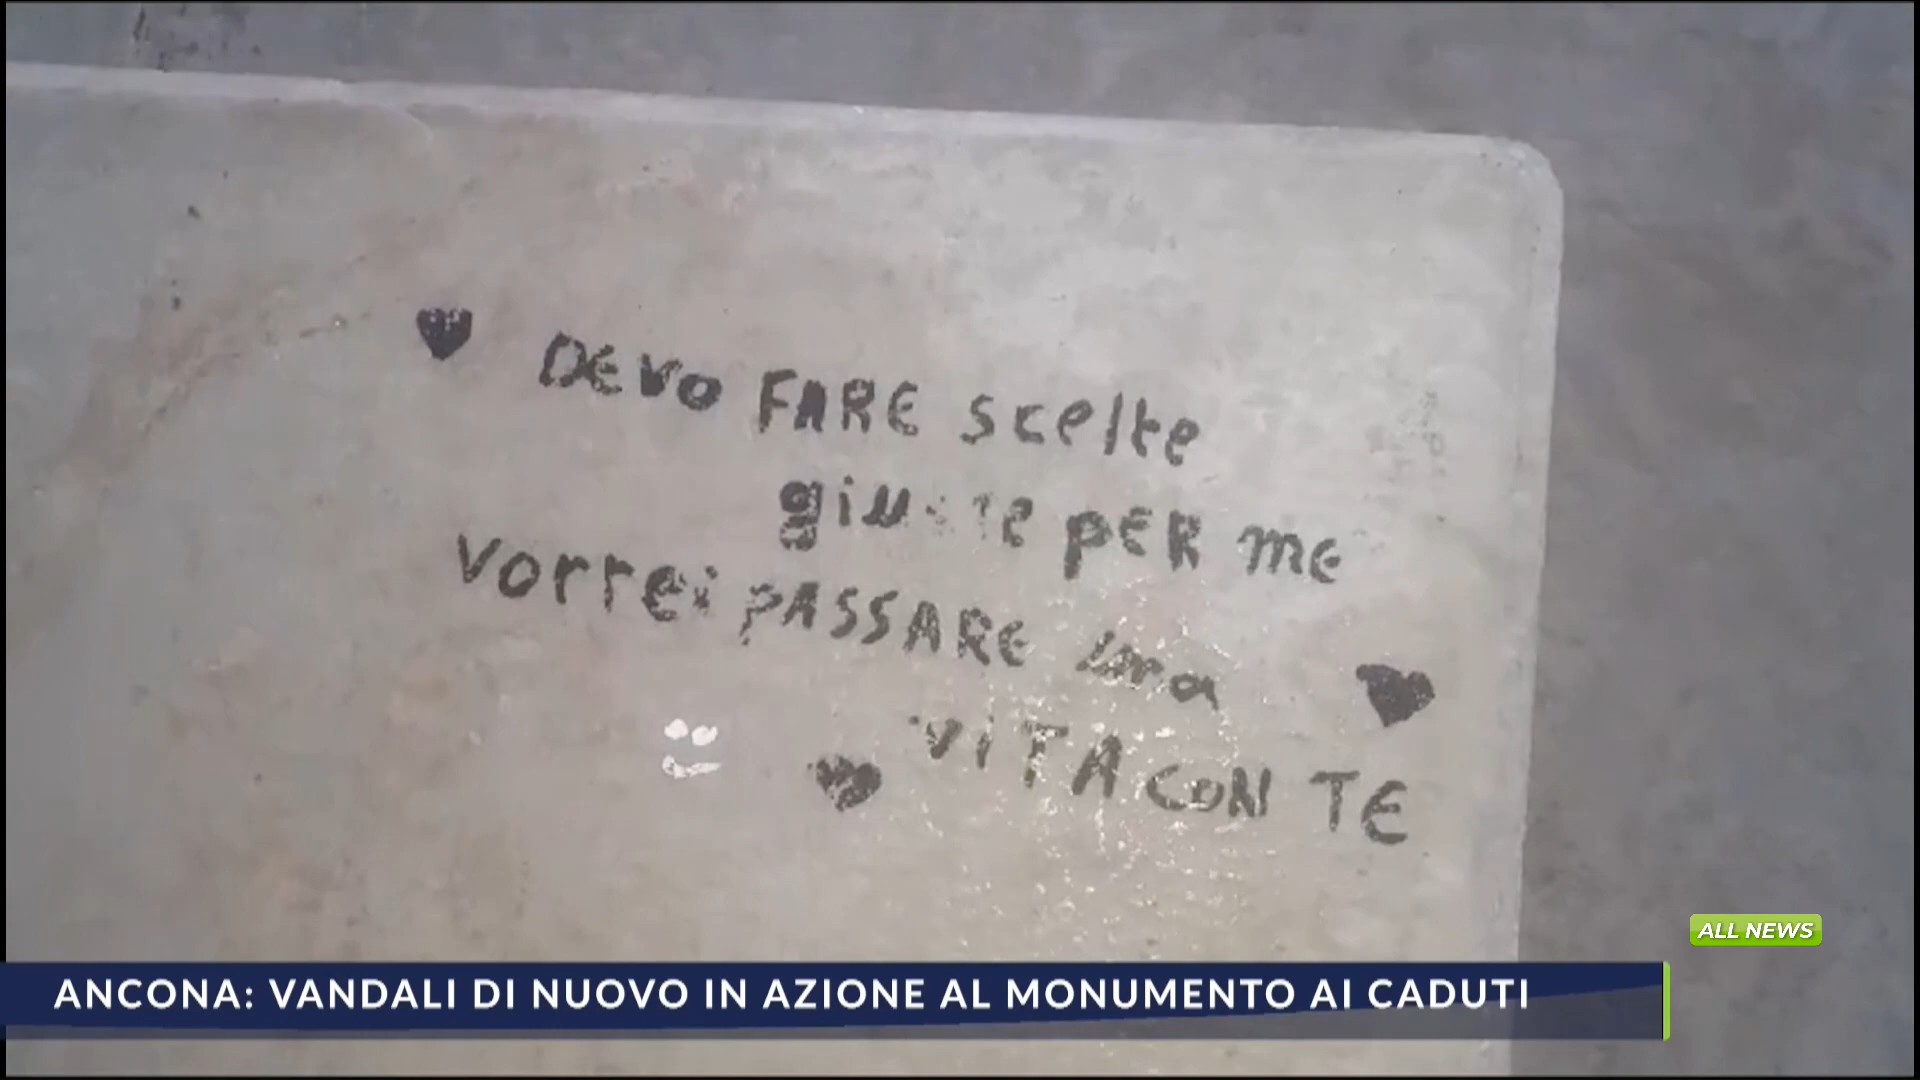 DEVO FARE scelte
giuste PER ME
Vorrei PASSARE una
VITA CON TE
ALL NEWS
ANCONA: VANDALI DI NUOVO IN AZIONE AL MONUMENTO AI CADUTI